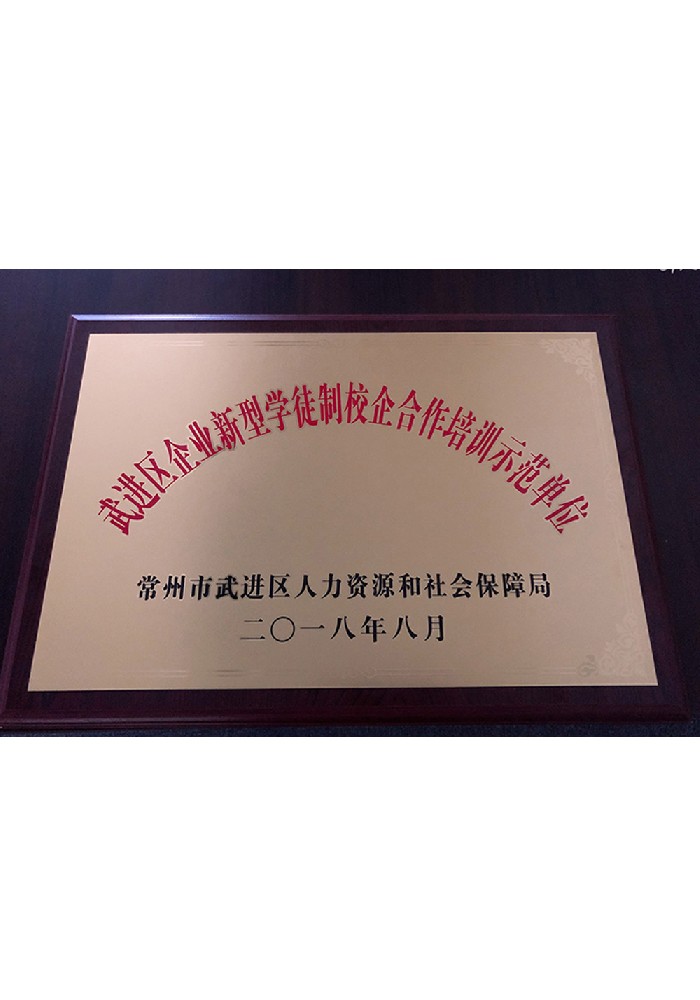 武进区企业新型学徒制校企合作培训示范单位
常州市武进区人力资源和社会保障局
二〇一八年八月